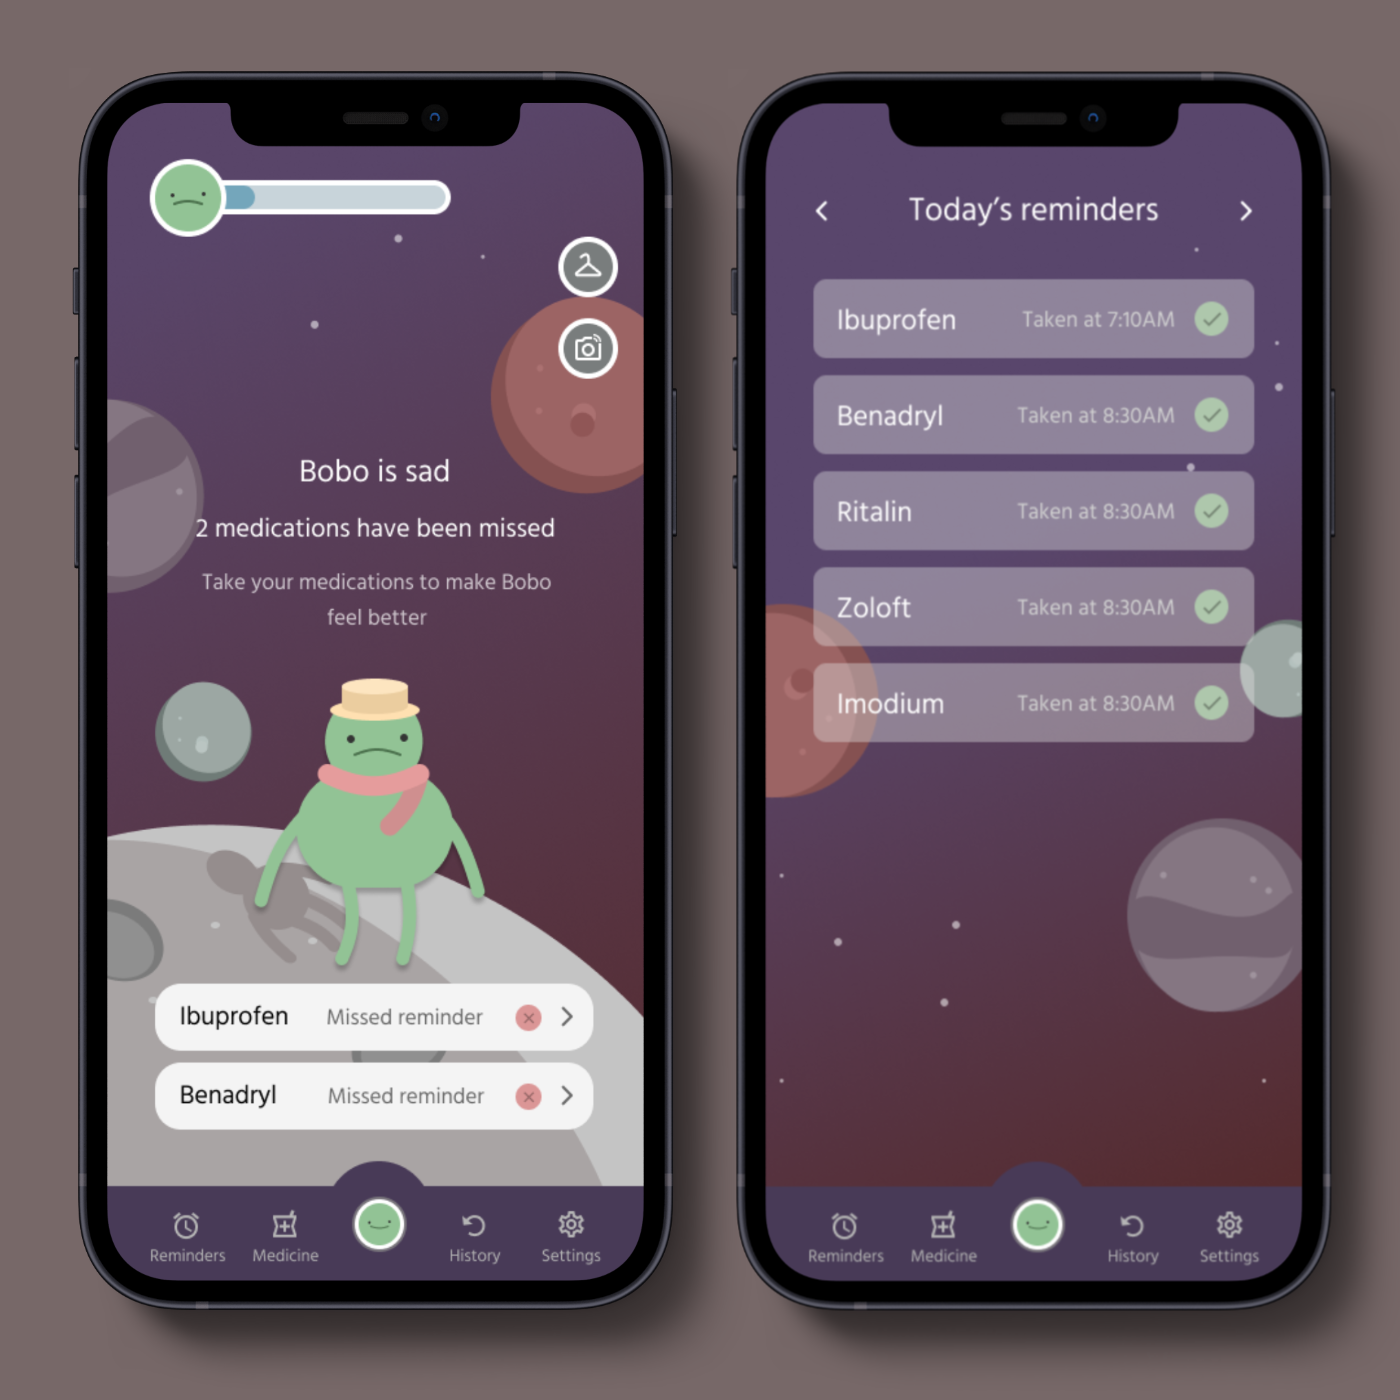 Bobo is sad
2 medications have been missed
Take your medications to make Bobo
feel better
Ibuprofen Missed reminder
Benadryl Missed reminder
Reminders Medicine History Settings
Today's reminders
Ibuprofen Taken at 7:10AM
Benadryl Taken at 8:30AM
Ritalin Taken at 8:30AM
Zoloft Taken at 8:30AM
Imodium Taken at 8:30AM
Reminders Medicine History Settings